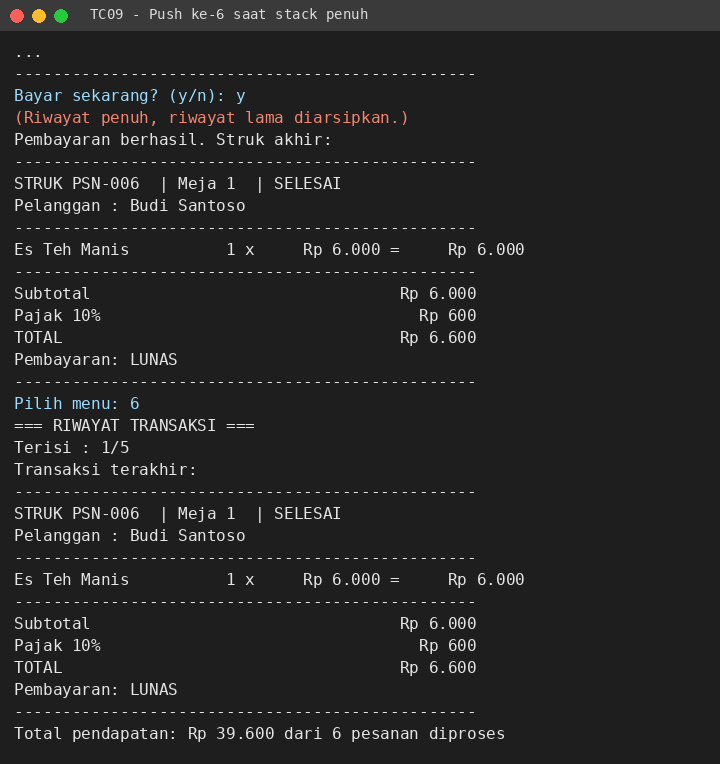 TC09 - Push ke-6 saat stack penuh
...
------------------------------------------------
Bayar sekarang? (y/n): y
(Riwayat penuh, riwayat lama diarsipkan.)
Pembayaran berhasil. Struk akhir:
------------------------------------------------
STRUK PSN-006  | Meja 1  | SELESAI
Pelanggan : Budi Santoso
------------------------------------------------
Es Teh Manis          1 x     Rp 6.000 =     Rp 6.000
------------------------------------------------
Subtotal                                Rp 6.000
Pajak 10%                                 Rp 600
TOTAL                                   Rp 6.600
Pembayaran: LUNAS
------------------------------------------------
Pilih menu: 6
=== RIWAYAT TRANSAKSI ===
Terisi : 1/5
Transaksi terakhir:
------------------------------------------------
STRUK PSN-006  | Meja 1  | SELESAI
Pelanggan : Budi Santoso
------------------------------------------------
Es Teh Manis          1 x     Rp 6.000 =     Rp 6.000
------------------------------------------------
Subtotal                                Rp 6.000
Pajak 10%                                 Rp 600
TOTAL                                   Rp 6.600
Pembayaran: LUNAS
------------------------------------------------
Total pendapatan: Rp 39.600 dari 6 pesanan diproses